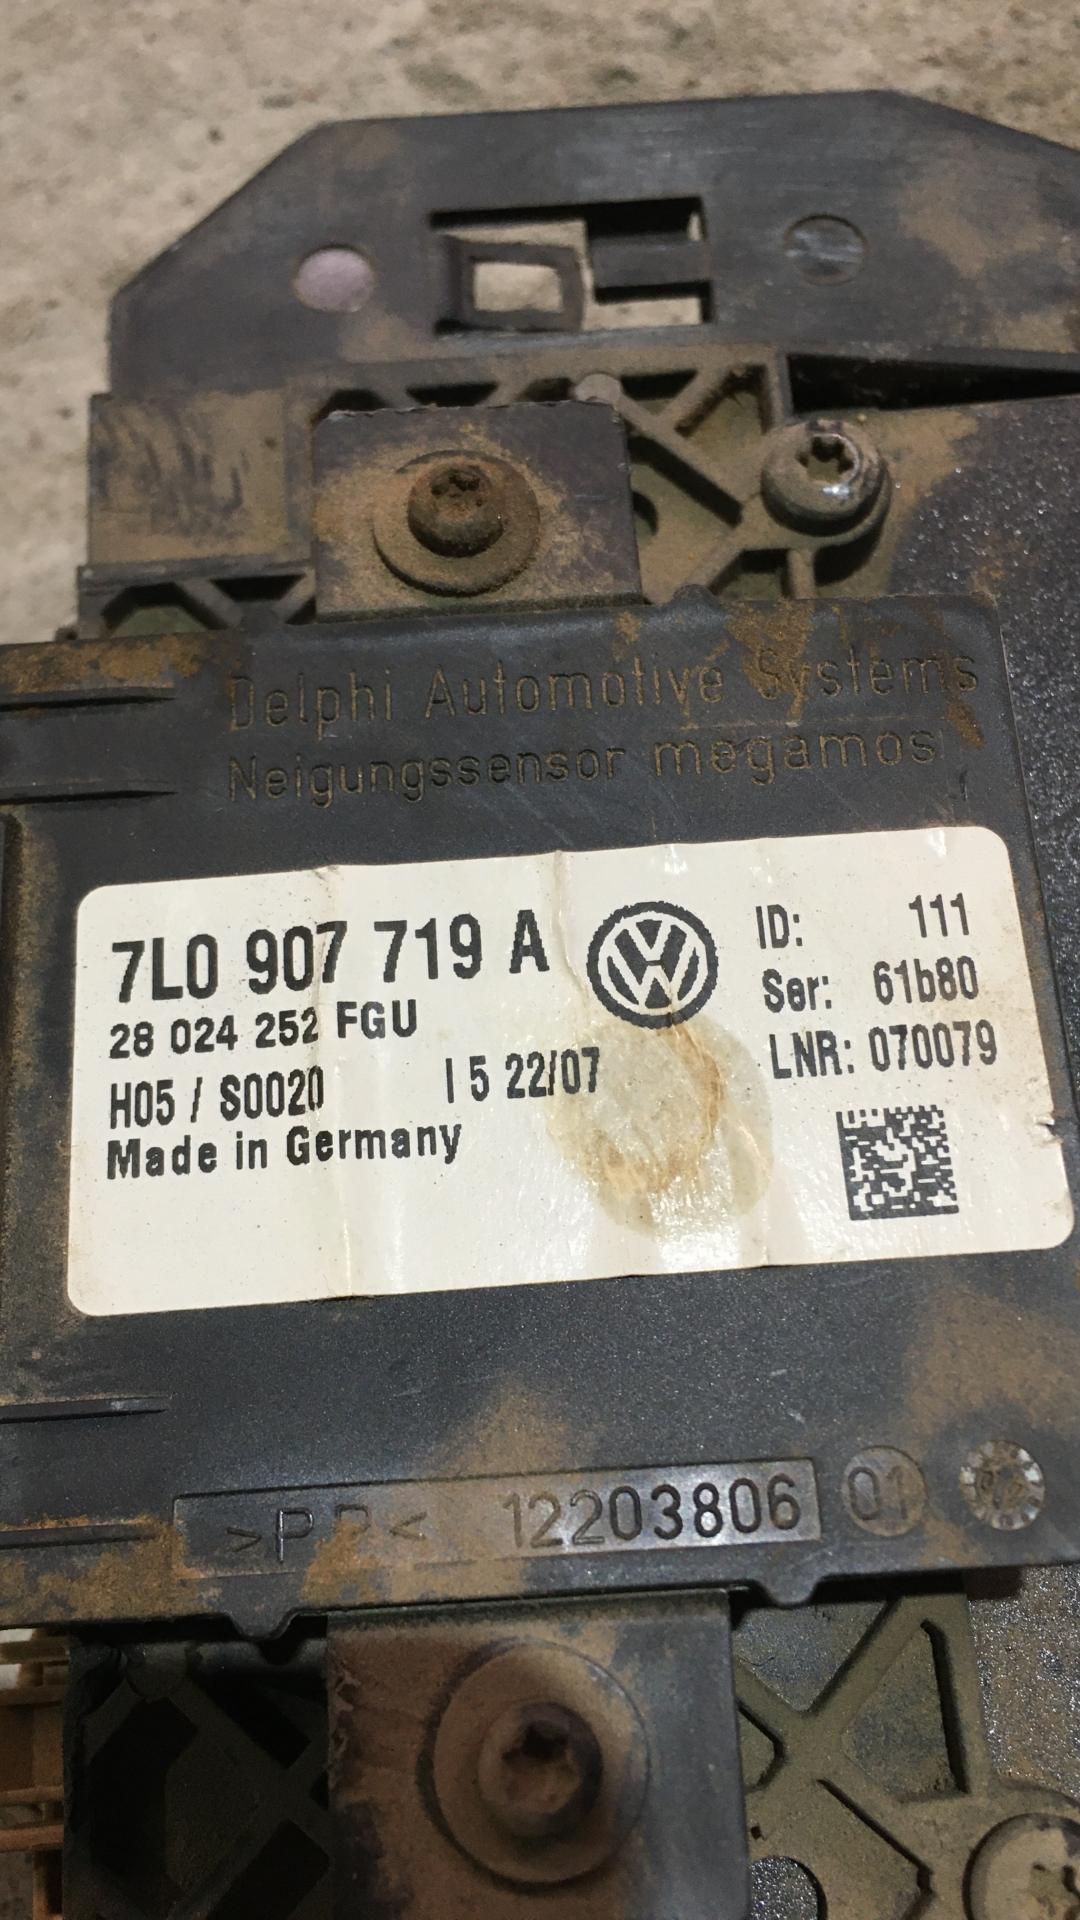 Delphi Automotive Systems
Neigungssensor megamos
7L0 907 719 A
28 024 252 FGU
H05 / S0020 I 5 22/07
Made in Germany
ID: 111
Ser: 61b80
LNR: 070079
>PP< 12203806 01